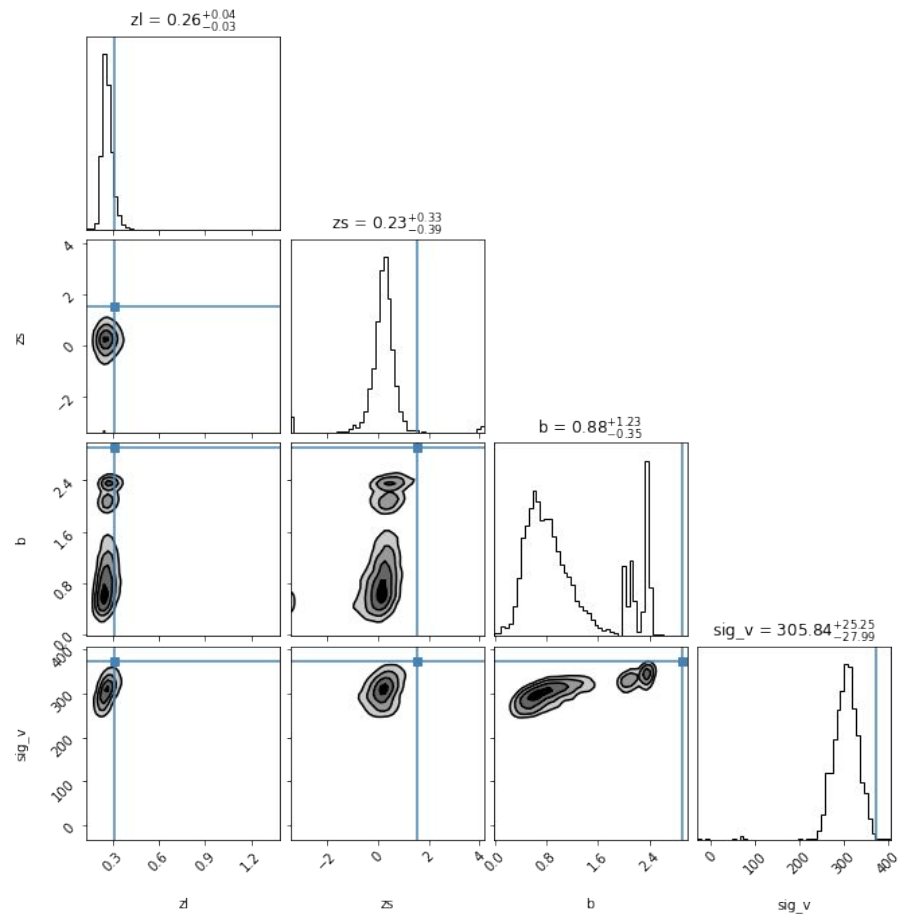 zl = 0.26+0.04−0.03
zs = 0.23+0.33−0.39
4
2
0
−2
zs
b = 0.88+1.23−0.35
2.4
1.6
0.8
0.0
b
sig_v = 305.84+25.25−27.99
400
300
200
100
0
sig_v
0.3 0.6 0.9 1.2
−2 0 2 4
0.0 0.8 1.6 2.4
0 100 200 300 400
zl zs b sig_v